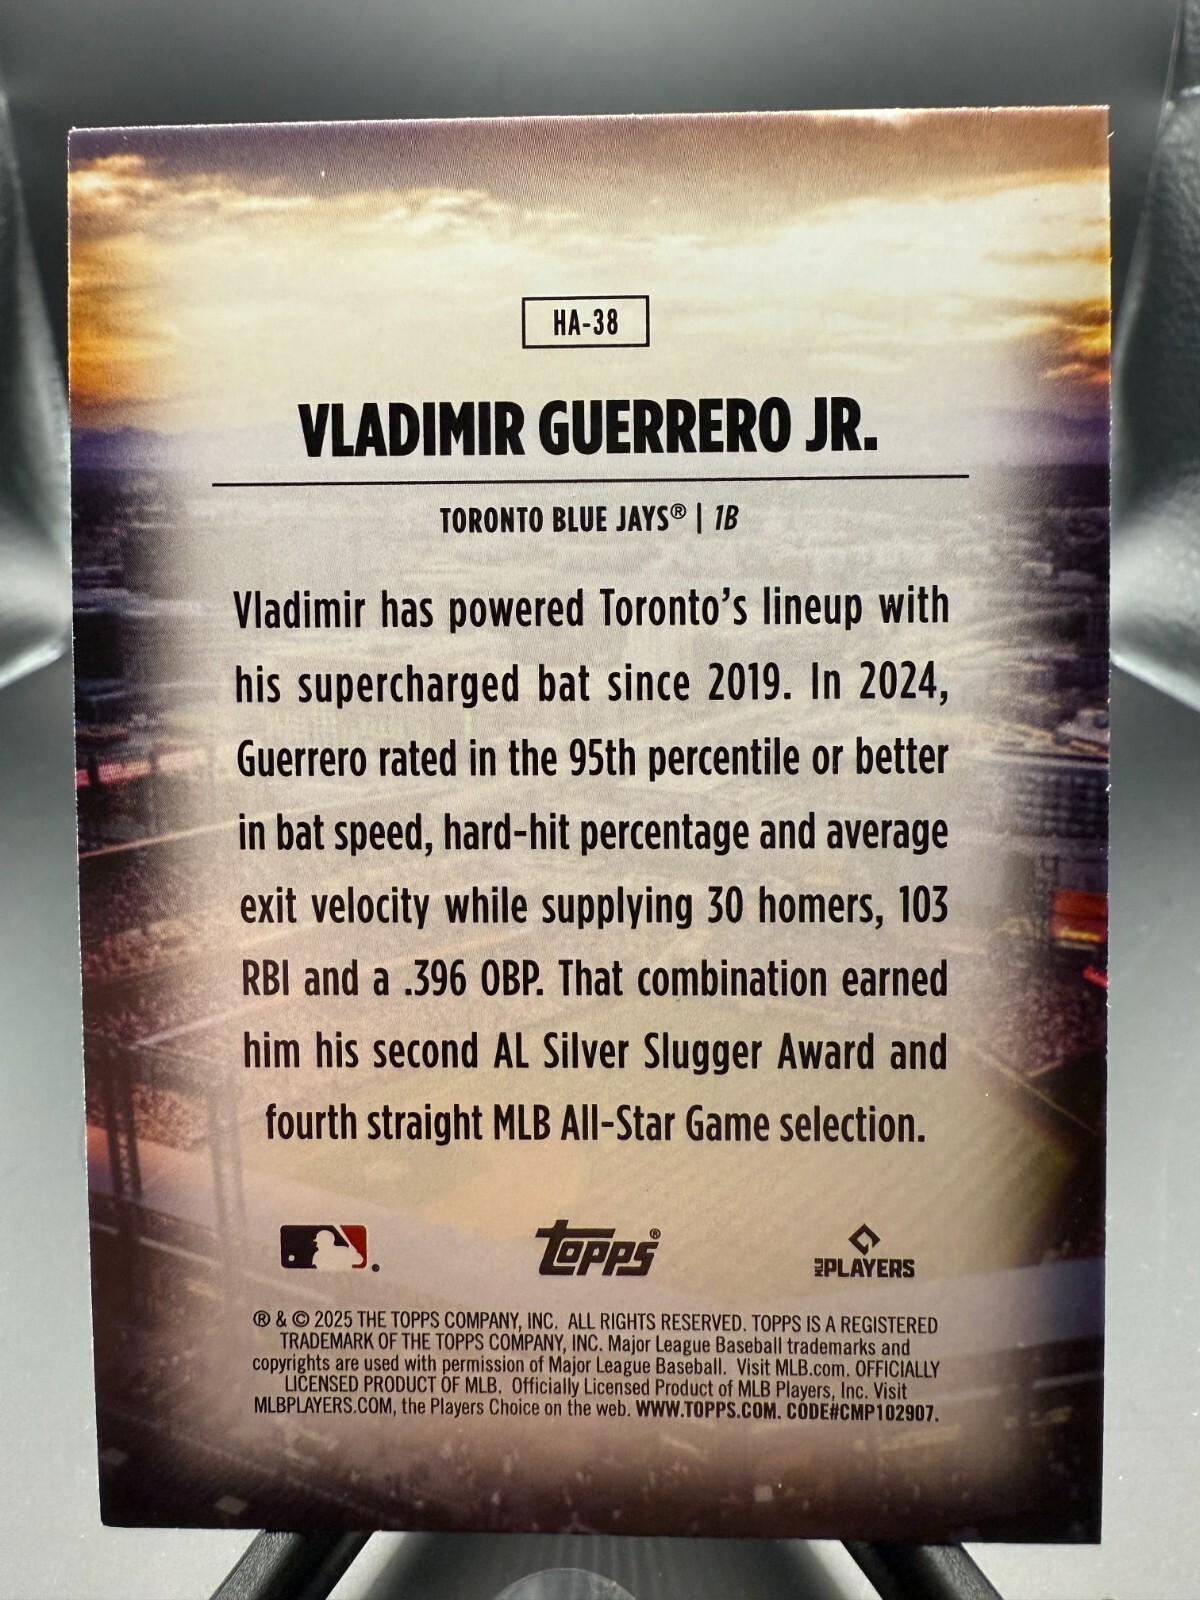 HA-38
VLADIMIR GUERRERO JR.
TORONTO BLUE JAYS® | 1B
Vladimir has powered Toronto's lineup with
his supercharged bat since 2019. In 2024,
Guerrero rated in the 95th percentile or better
in bat speed, hard-hit percentage and average
exit velocity while supplying 30 homers, 103
RBI and a .396 OBP. That combination earned
him his second AL Silver Slugger Award and
fourth straight MLB All-Star Game selection.
topps®
MLB PLAYERS
® & © 2025 THE TOPPS COMPANY, INC. ALL RIGHTS RESERVED. TOPPS IS A REGISTERED
TRADEMARK OF THE TOPPS COMPANY, INC. Major League Baseball trademarks and
copyrights are used with permission of Major League Baseball. Visit MLB.com. OFFICIALLY
LICENSED PRODUCT OF MLB. Officially Licensed Product of MLB Players, Inc. Visit
MLBPLAYERS.COM, the Players Choice on the web. WWW.TOPPS.COM. CODE#CMP102907.